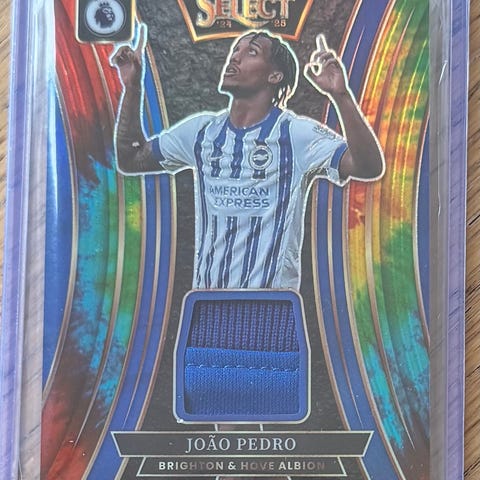 SELECT
24 25
AMERICAN
EXPRESS
JOÃO PEDRO
BRIGHTON & HOVE ALBION